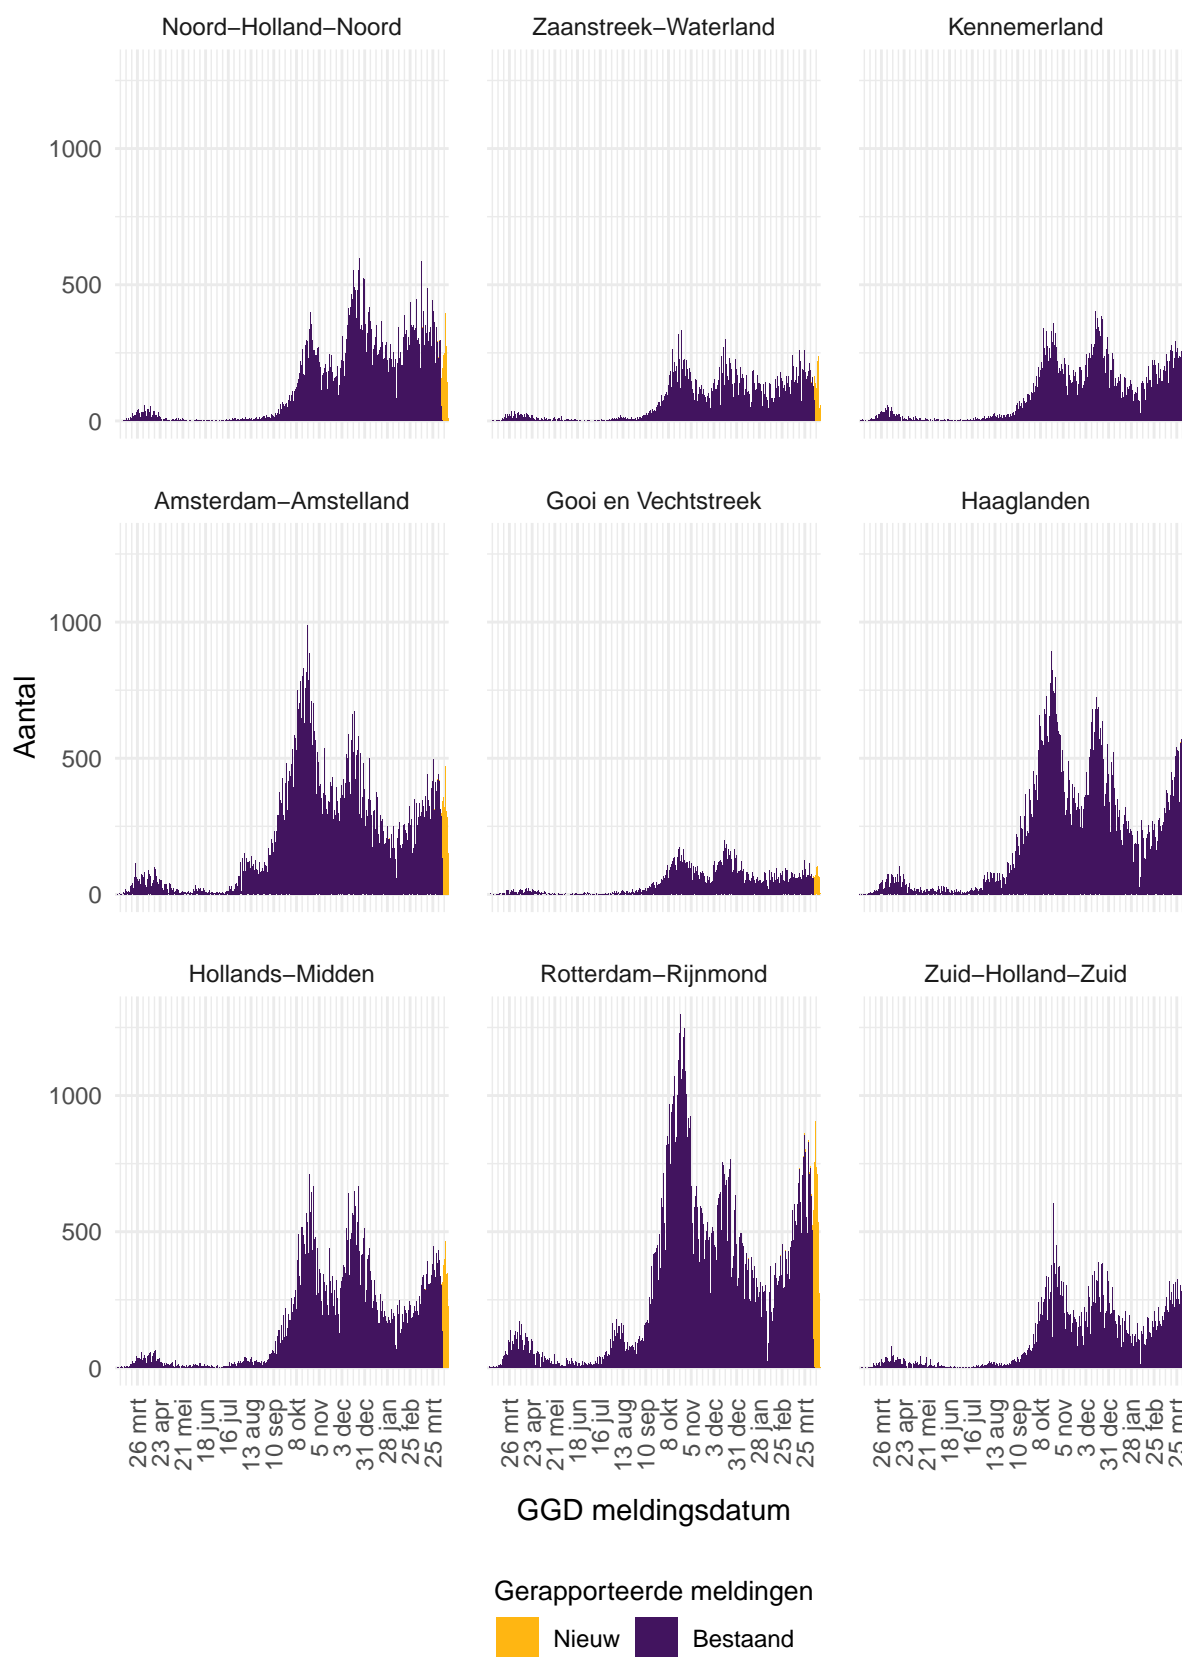 Noord−Holland−Noord
Zaanstreek−Waterland
Kennemerland
1000
500
0
Amsterdam−Amstelland
Gooi en Vechtstreek
Haaglanden
1000
500
0
Aantal
Hollands−Midden
Rotterdam−Rijnmond
Zuid−Holland−Zuid
1000
500
0
26 mrt
23 apr
21 mei
18 jun
16 jul
13 aug
10 sep
8 okt
5 nov
3 dec
31 dec
28 jan
25 feb
25 mrt
26 mrt
23 apr
21 mei
18 jun
16 jul
13 aug
10 sep
8 okt
5 nov
3 dec
31 dec
28 jan
25 feb
25 mrt
26 mrt
23 apr
21 mei
18 jun
16 jul
13 aug
10 sep
8 okt
5 nov
3 dec
31 dec
28 jan
25 feb
25 mrt
GGD meldingsdatum
Gerapporteerde meldingen
Nieuw
Bestaand